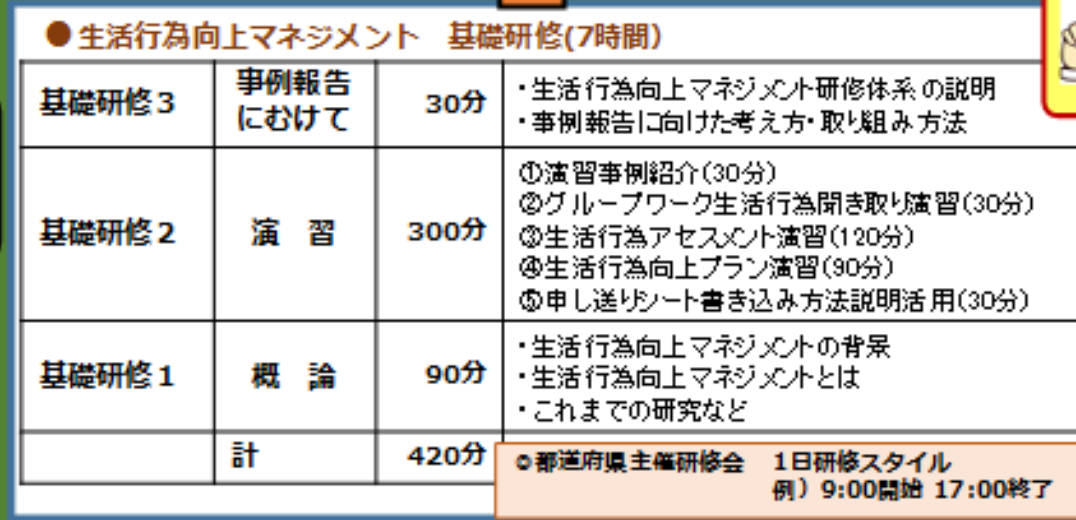 ●生活行為向上マネジメント　基礎研修(7時間)
基礎研修３
事例報告
にむけて
30分
・生活行為向上マネジメント研修体系の説明
・事例報告に向けた考え方・取り組み方法
基礎研修２
演　習
300分
①演習事例紹介(30分)
②グループワーク生活行為聞き取り演習(30分)
③生活行為アセスメント演習(120分)
④生活行為向上プラン演習(90分)
⑤申し送りシート書き込み方法説明活用(30分)
基礎研修１
概　論
90分
・生活行為向上マネジメントの背景
・生活行為向上マネジメントとは
・これまでの研究など
計
420分
◎都道府県主催研修会　1日研修スタイル
例）9:00開始 17:00終了